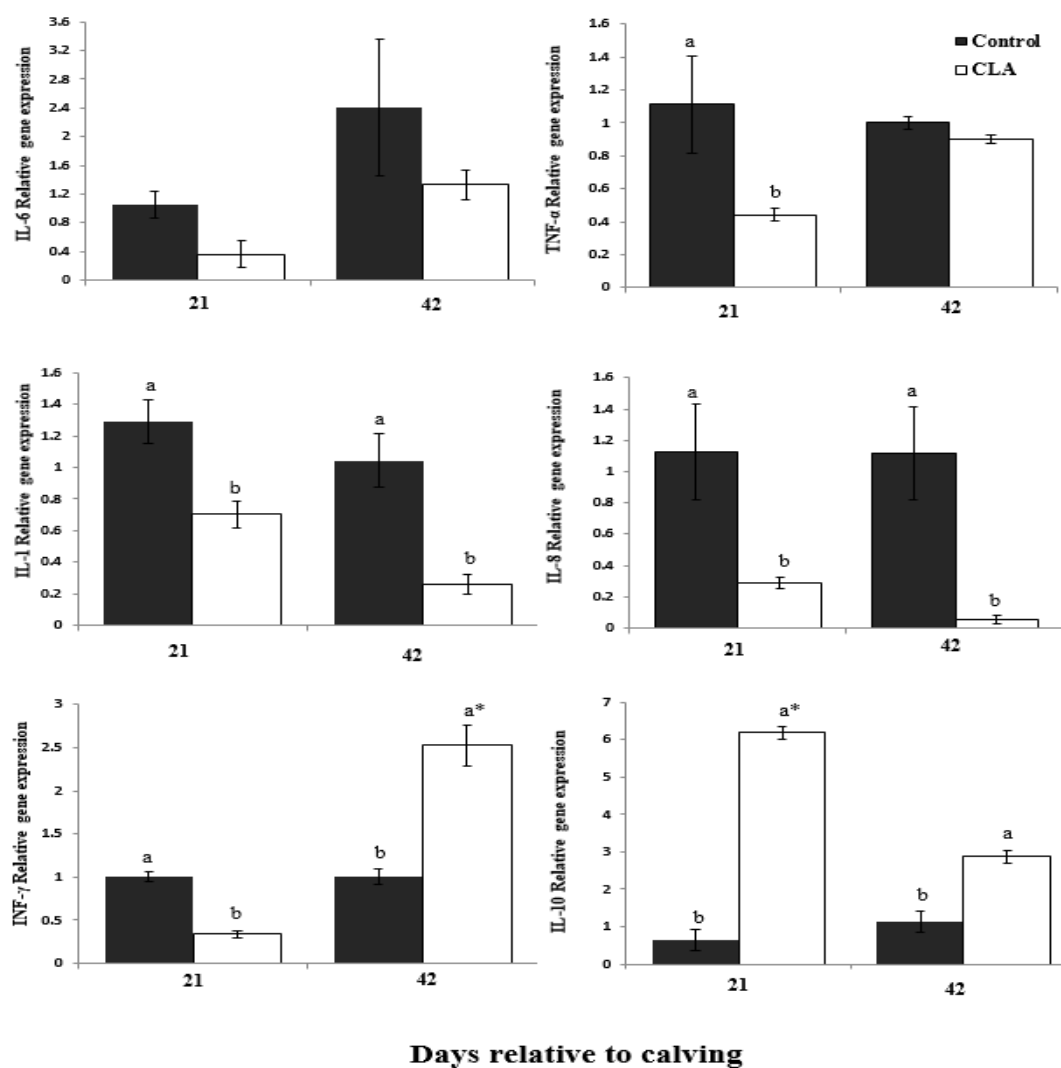 IL-6 Relative gene expression
3.6
3.2
2.8
2.4
2
1.6
1.2
0.8
0.4
0
21
42
TNF-α Relative gene expression
1.6
1.4
1.2
1
0.8
0.6
0.4
0.2
0
a
b
Control
CLA
21
42
IL-1 Relative gene expression
1.6
1.4
1.2
1
0.8
0.6
0.4
0.2
0
a
b
a
b
21
42
IL-8 Relative gene expression
1.6
1.4
1.2
1
0.8
0.6
0.4
0.2
0
a
b
a
b
21
42
INF-γ Relative gene expression
3
2.5
2
1.5
1
0.5
0
a
b
b
a*
21
42
IL-10 Relative gene expression
7
6
5
4
3
2
1
0
b
a*
b
a
21
42
Days relative to calving